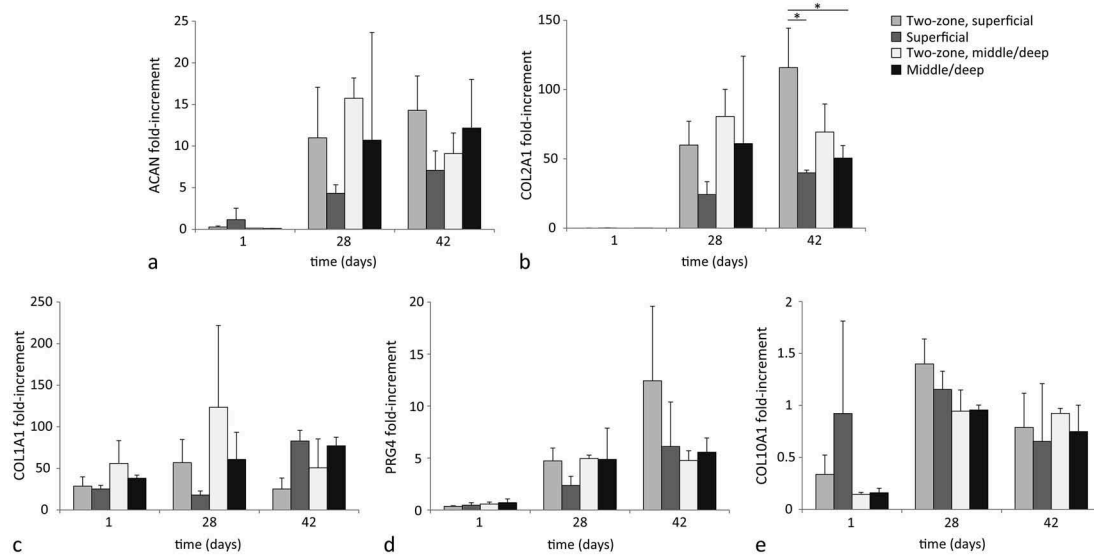 Two-zone, superficial
Superficial
Two-zone, middle/deep
Middle/deep
ACAN fold-increment
25
20
15
10
5
0
1 28 42
time (days)
a
COL2A1 fold-increment
150
100
50
0
*
*
1 28 42
time (days)
b
COL1A1 fold-increment
250
200
150
100
50
0
1 28 42
time (days)
c
PRG4 fold-increment
20
15
10
5
0
1 28 42
time (days)
d
COL10A1 fold-increment
2
1.5
1
0.5
0
1 28 42
time (days)
e